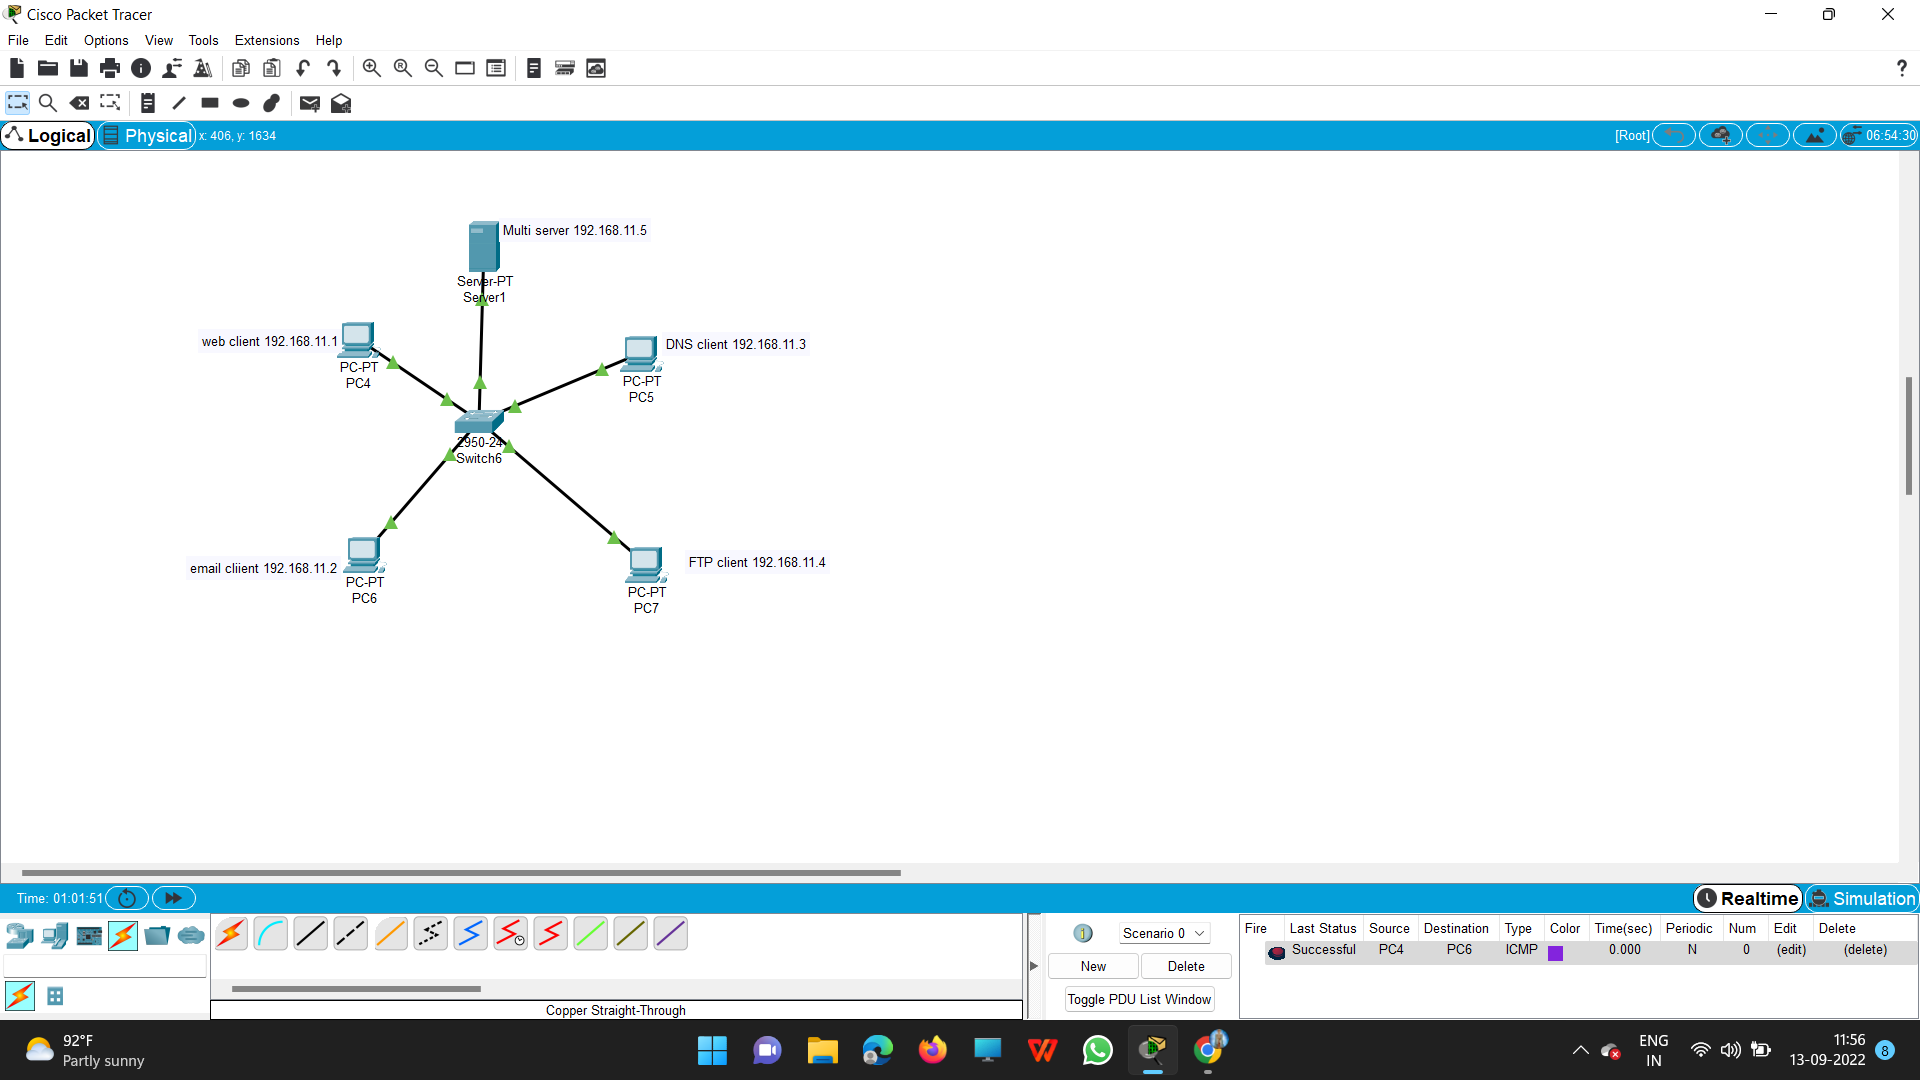 Cisco Packet Tracer
File Edit Options View Tools Extensions Help
?
Logical Physical x: 406, y: 1634 [Root] 06:54:30
Multi server 192.168.11.5
Server-PT
Server1
web client 192.168.11.1
PC-PT
PC4
DNS client 192.168.11.3
PC-PT
PC5
2950-24
Switch6
email cliient 192.168.11.2
PC-PT
PC6
FTP client 192.168.11.4
PC-PT
PC7
Time: 01:01:51 Realtime Simulation
Scenario 0
New Delete
Toggle PDU List Window
Fire Last Status Source Destination Type Color Time(sec) Periodic Num Edit Delete
Successful PC4 PC6 ICMP 0.000 N 0 (edit) (delete)
Copper Straight-Through
92°F
Partly sunny
ENG
IN
11:56
13-09-2022
8